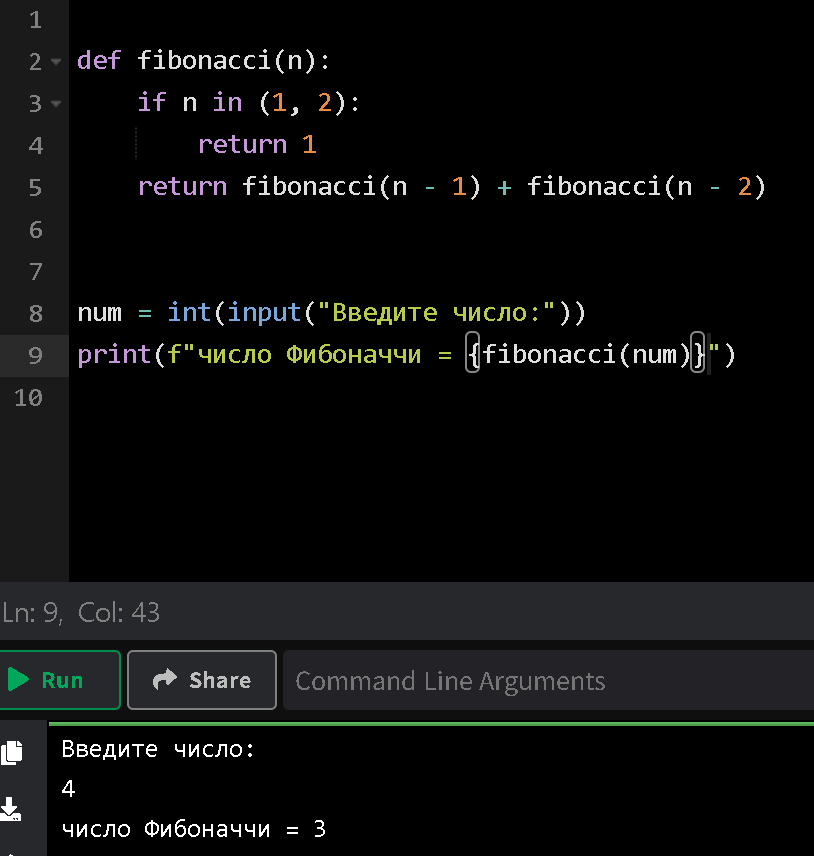 1
2 def fibonacci(n):
3 if n in (1, 2):
4 return 1
5 return fibonacci(n - 1) + fibonacci(n - 2)
6
7
8 num = int(input("Введите число:"))
9 print(f"число Фибоначчи = {fibonacci(num)}")
10
Ln: 9, Col: 43
Run Share Command Line Arguments
Введите число:
4
число Фибоначчи = 3